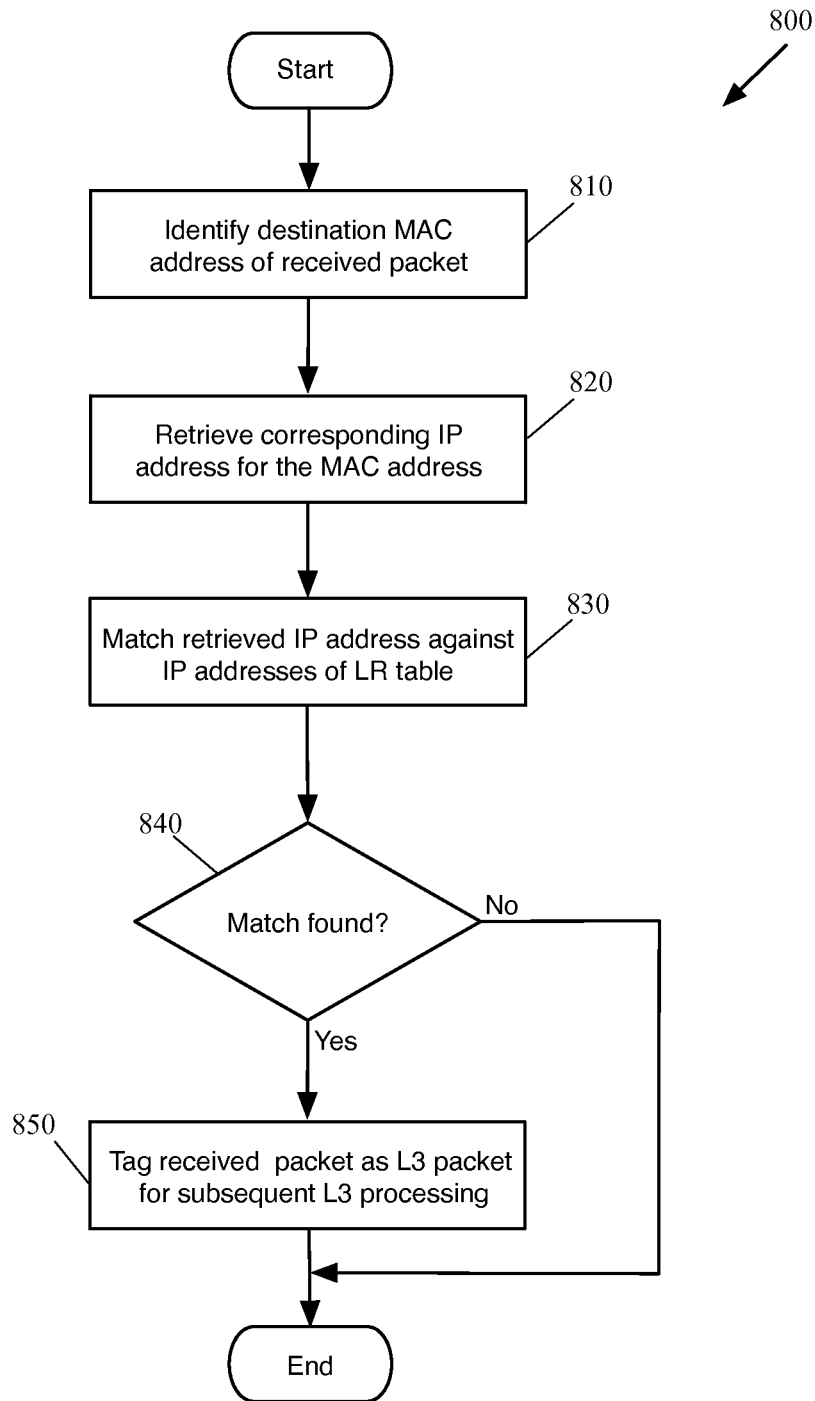 800
Start
810
Identify destination MAC
address of received packet
820
Retrieve corresponding IP
address for the MAC address
830
Match retrieved IP address against
IP addresses of LR table
840
Match found?
No
Yes
850
Tag received packet as L3 packet
for subsequent L3 processing
End